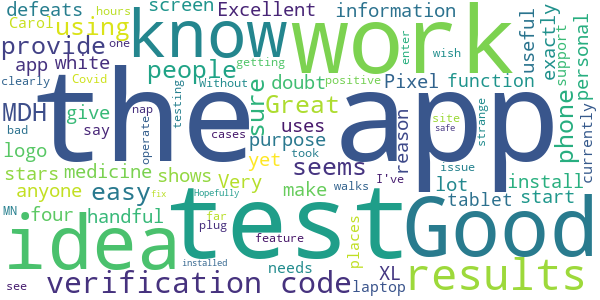 defeats Carol using screen Excellent information hours
provide know work useful exactly support personal
app white people one getting enter wish
MDH the app phone
give sure doubt Pixel function
clearly Covid Without positive testing Great
logo say nap operate cases uses purpose reason site safe strange currently
bad stars medicine shows yet took seems I've install
anyone easy Very make lot walks issue start
MN four handful test Good tablet
idea far plug places
fix Hopefully feature XL results
see verification code installed needs laptop